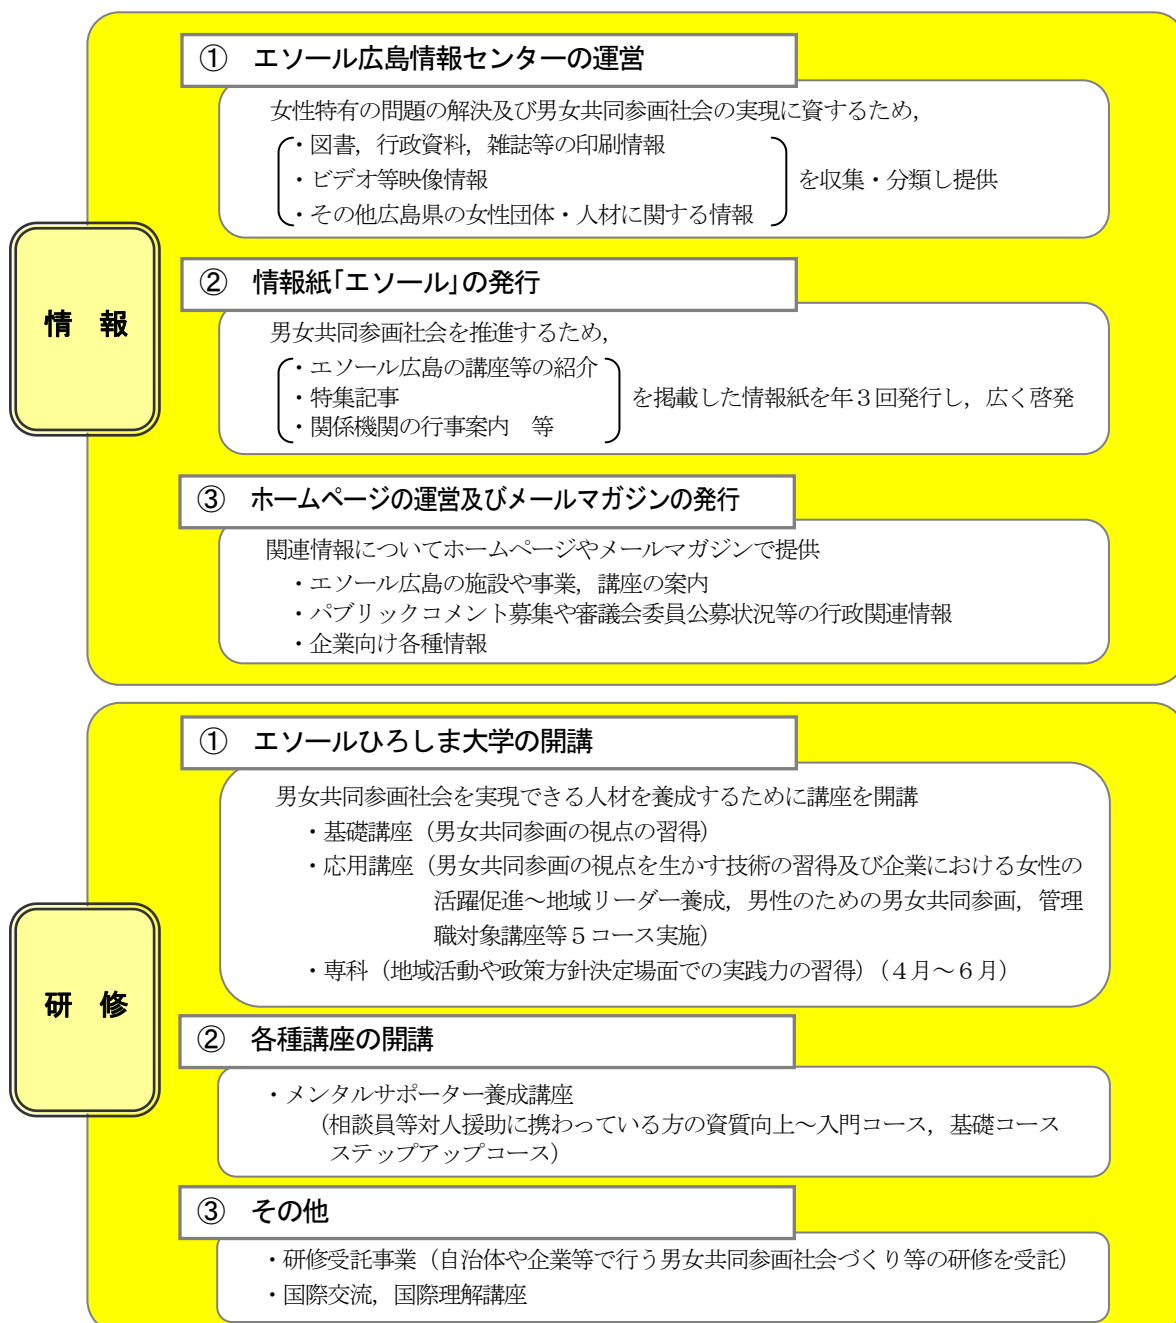 ① エソール広島情報センターの運営
女性特有の問題の解決及び男女共同参画社会の実現に資するため，
・図書，行政資料，雑誌等の印刷情報
・ビデオ等映像情報
・その他広島県の女性団体・人材に関する情報
を収集・分類し提供
情 報
② 情報紙「エソール」の発行
男女共同参画社会を推進するため，
・エソール広島の講座等の紹介
・特集記事
・関係機関の行事案内 等
を掲載した情報紙を年３回発行し，広く啓発
③ ホームページの運営及びメールマガジンの発行
関連情報についてホームページやメールマガジンで提供
・エソール広島の施設や事業，講座の案内
・パブリックコメント募集や審議会委員公募状況等の行政関連情報
・企業向け各種情報
① エソールひろしま大学の開講
男女共同参画社会を実現できる人材を養成するために講座を開講
・基礎講座（男女共同参画の視点の習得）
・応用講座（男女共同参画の視点を生かす技術の習得及び企業における女性の
活躍促進～地域リーダー養成，男性のための男女共同参画，管理
職対象講座等５コース実施）
・専科（地域活動や政策方針決定場面での実践力の習得）（４月～６月）
研 修
② 各種講座の開講
・メンタルサポーター養成講座
（相談員等対人援助に携わっている方の資質向上～入門コース，基礎コース
ステップアップコース）
③ その他
・研修受託事業（自治体や企業等で行う男女共同参画社会づくり等の研修を受託）
・国際交流，国際理解講座